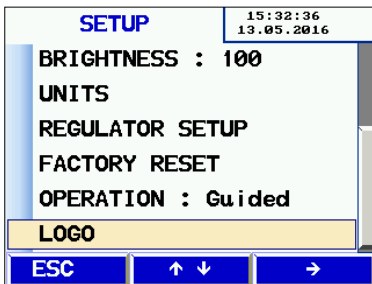 SETUP
15:32:36
13.05.2016
BRIGHTNESS : 100
UNITS
REGULATOR SETUP
FACTORY RESET
OPERATION : Guided
LOGO
ESC ↑ ↓ →